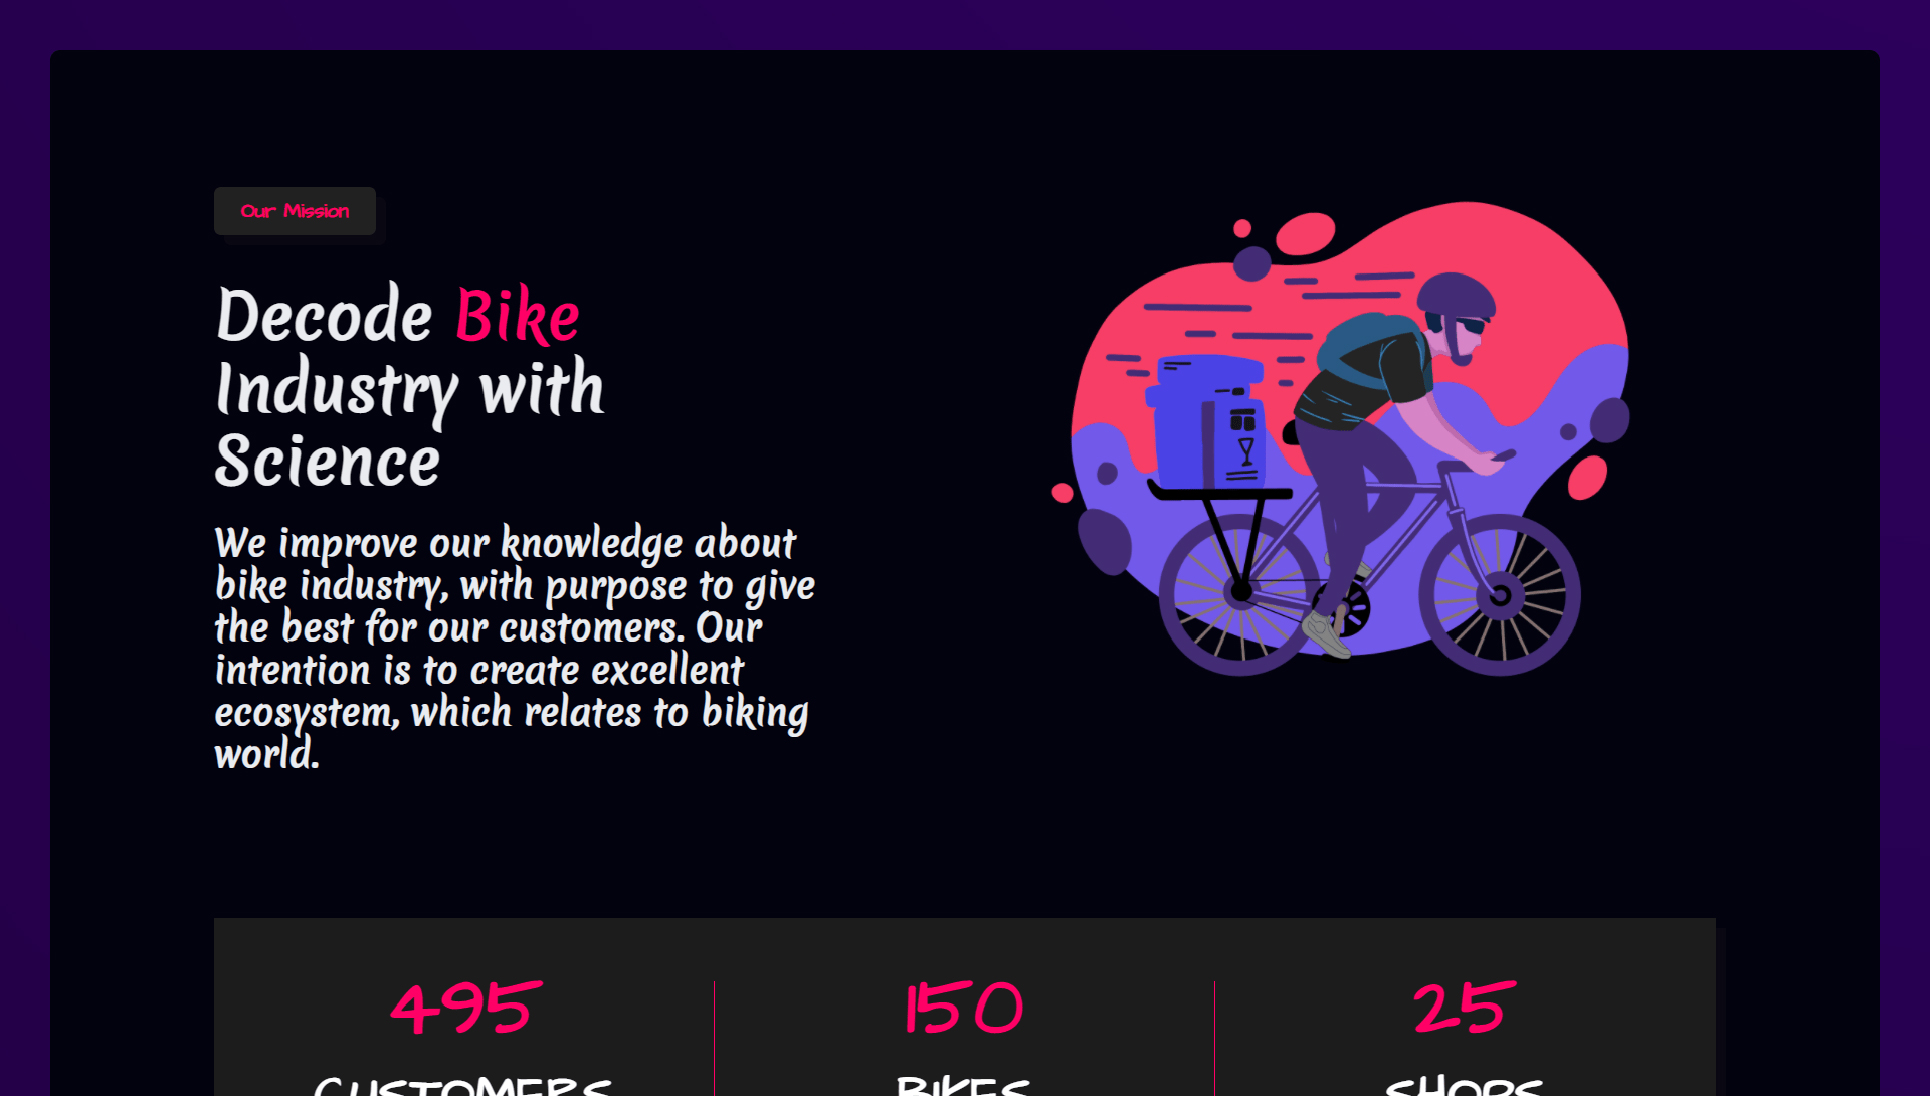 Our Mission
Decode Bike
Industry with
Science
We improve our knowledge about
bike industry, with purpose to give
the best for our customers. Our
intention is to create excellent
ecosystem, which relates to biking
world.
495
150
25
CUSTOMERS
BIKES
SHOPS